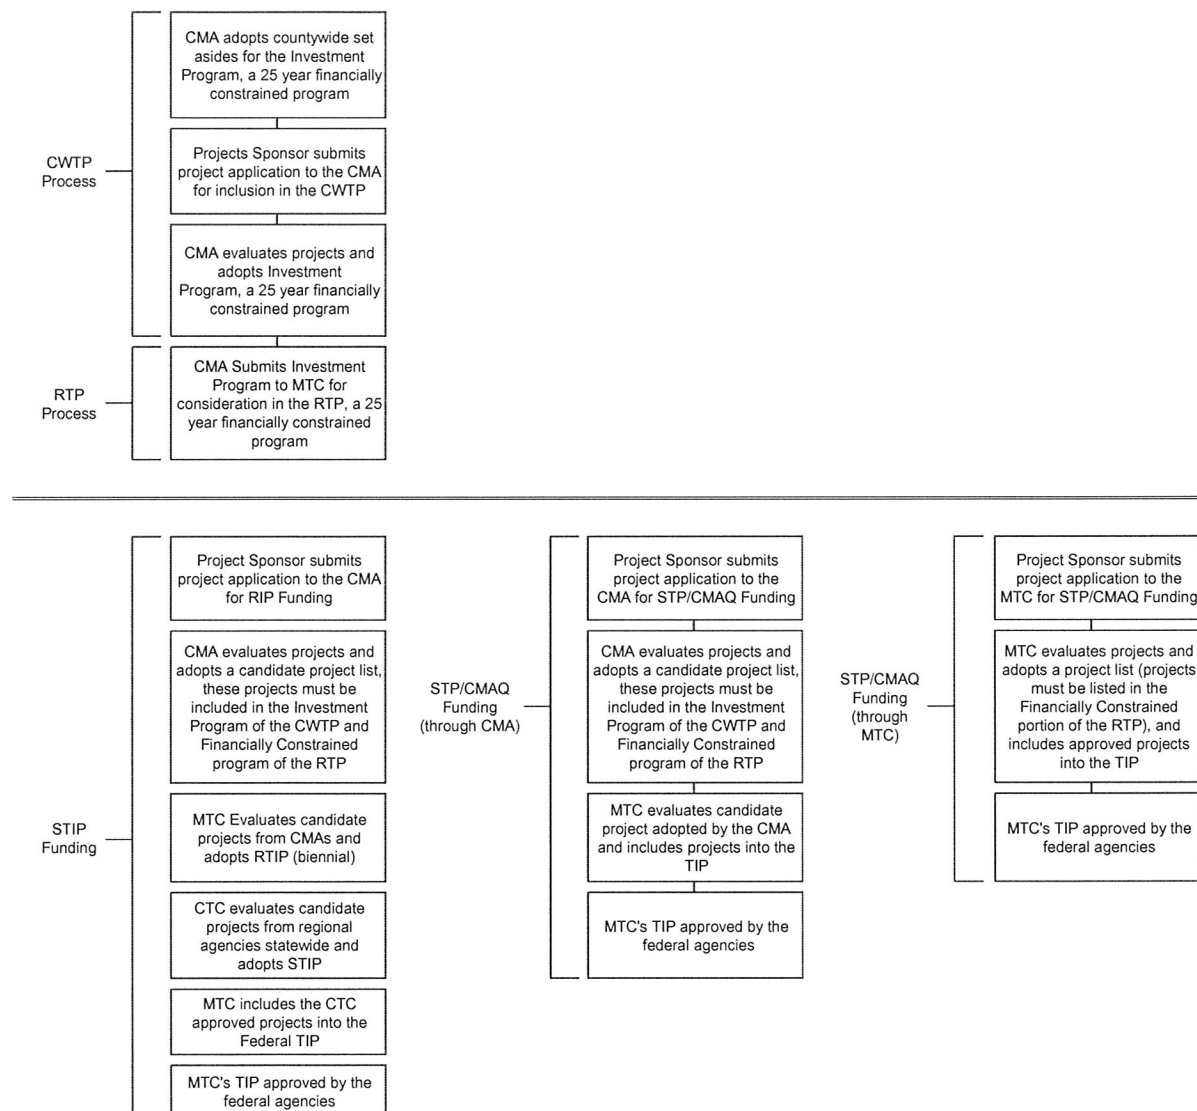 CMA adopts countywide set
asides for the Investment
Program, a 25 year financially
constrained program
CWTP
Process
Projects Sponsor submits
project application to the CMA
for inclusion in the CWTP
CMA evaluates projects and
adopts Investment
Program, a 25 year financially
constrained program
RTP
Process
CMA Submits Investment
Program to MTC for
consideration in the RTP, a 25
year financially constrained
program
STIP
Funding
Project Sponsor submits
project application to the CMA
for RIP Funding
CMA evaluates projects and
adopts a candidate project list,
these projects must be
included in the Investment
Program of the CWTP and
Financially Constrained
program of the RTP
MTC Evaluates candidate
projects from CMAs and
adopts RTIP (biennial)
CTC evaluates candidate
projects from regional
agencies statewide and
adopts STIP
MTC includes the CTC
approved projects into the
Federal TIP
MTC's TIP approved by the
federal agencies
STP/CMAQ
Funding
(through CMA)
Project Sponsor submits
project application to the
CMA for STP/CMAQ Funding
CMA evaluates projects and
adopts a candidate project list,
these projects must be
included in the Investment
Program of the CWTP and
Financially Constrained
program of the RTP
MTC evaluates candidate
project adopted by the CMA
and includes projects into the
TIP
MTC's TIP approved by the
federal agencies
STP/CMAQ
Funding
(through
MTC)
Project Sponsor submits
project application to the
MTC for STP/CMAQ Funding
MTC evaluates projects and
adopts a project list (projects
must be listed in the
Financially Constrained
portion of the RTP), and
includes approved projects
into the TIP
MTC's TIP approved by the
federal agencies